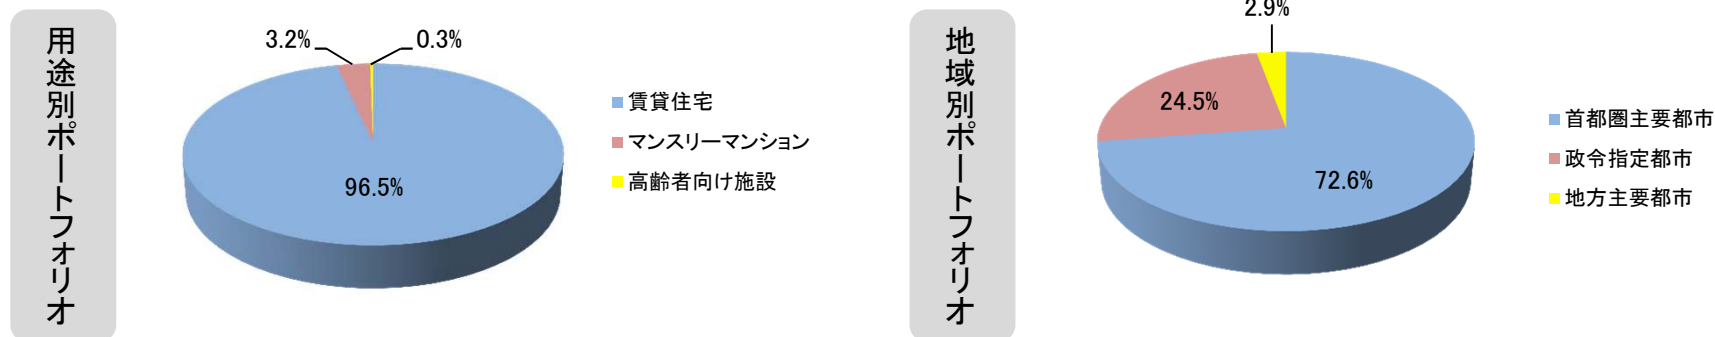 用途別ポートフォリオ
3.2%
0.3%
96.5%
賃貸住宅
マンスリーマンション
高齢者向け施設
地域別ポートフォリオ
2.9%
24.5%
72.6%
首都圏主要都市
政令指定都市
地方主要都市